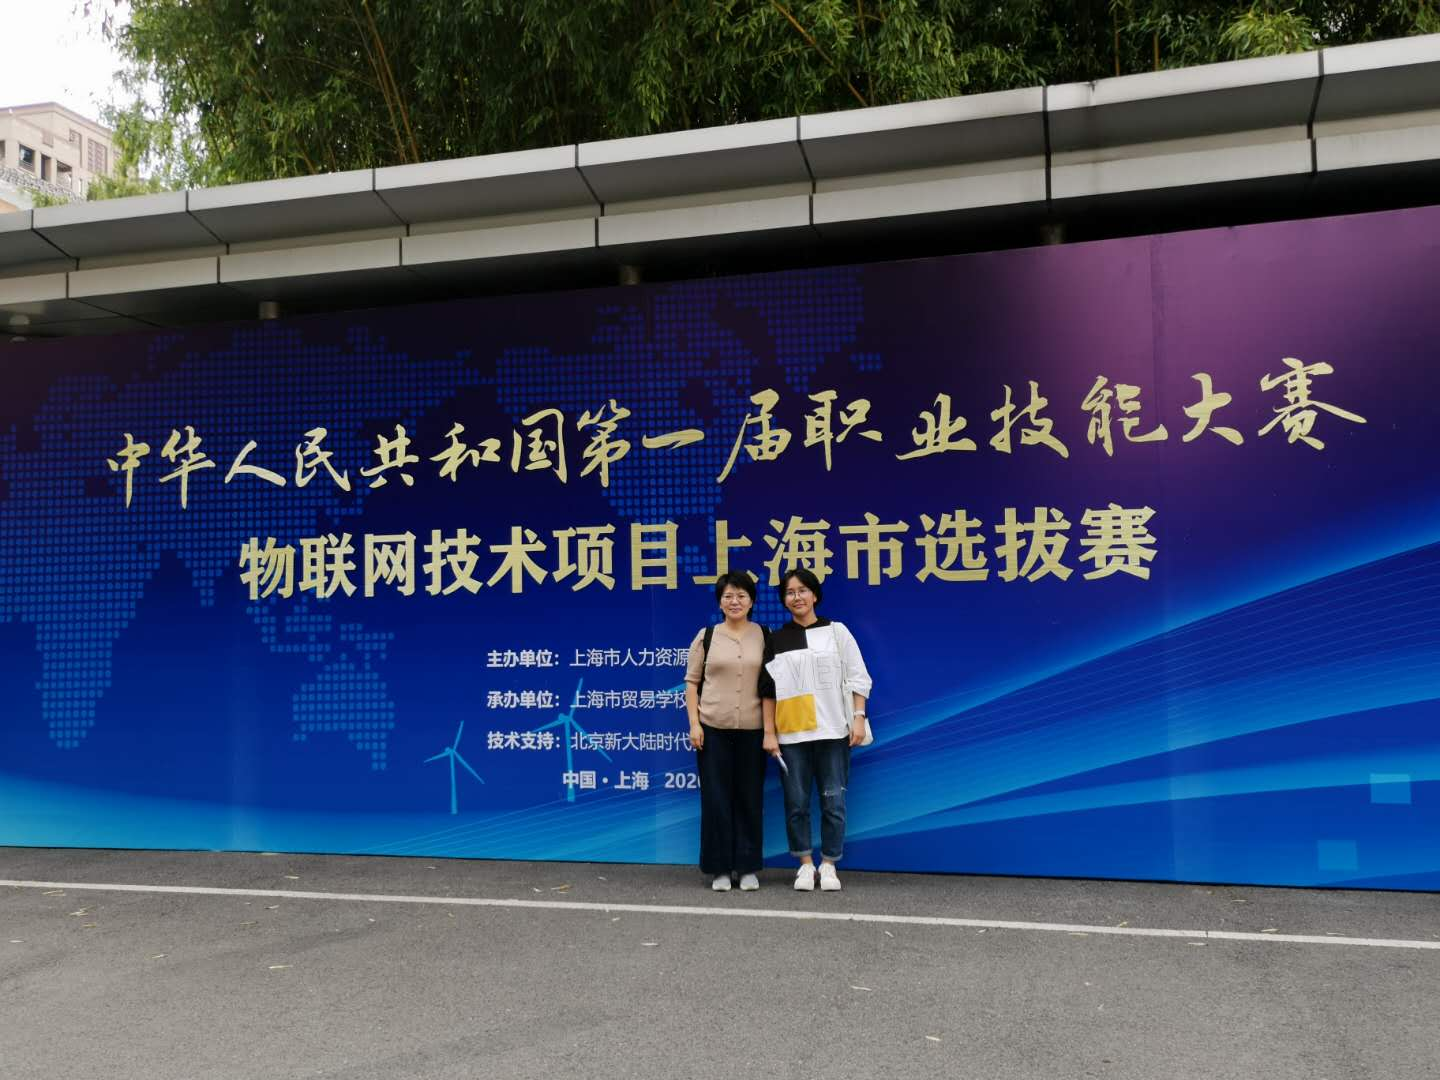 中华人民共和国第一届职业技能大赛
物联网技术项目上海市选拔赛
主办单位：上海市人力资源
承办单位：上海市贸易学校
技术支持：北京新大陆时代
中国·上海 202